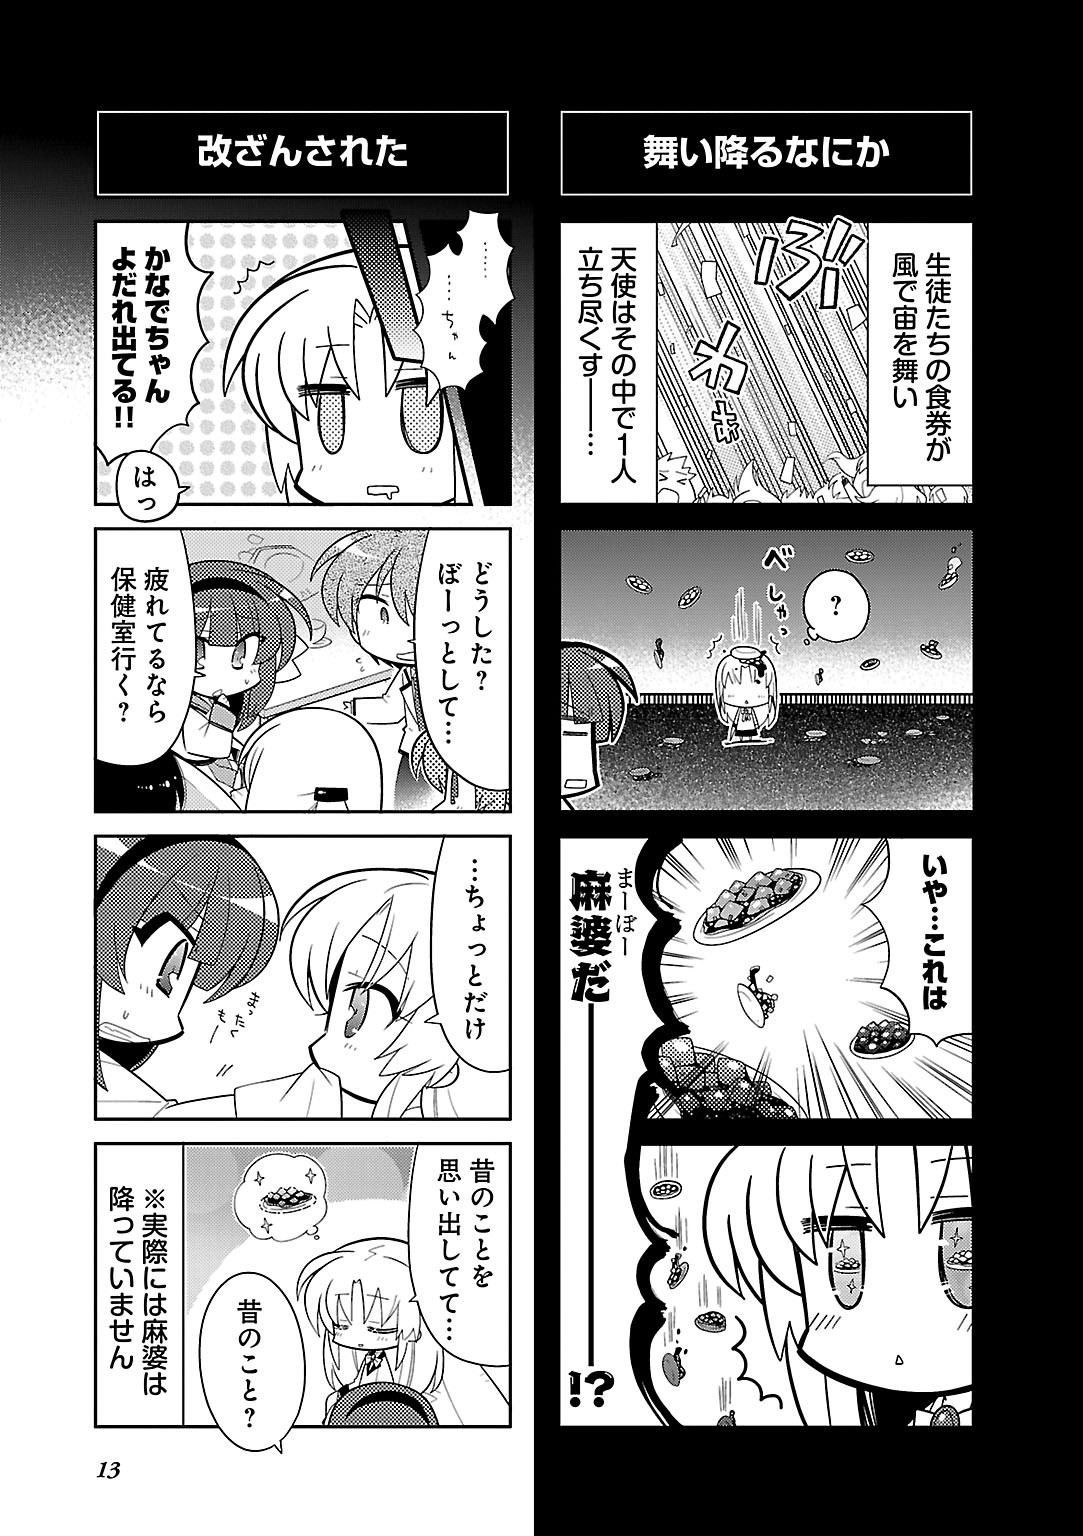 舞い降るなにか
生徒たちの食券が
風で宙を舞い
ぶわぁ
天使はその中で1人
立ち尽くす――…
？
べしゃっ
いや…これは
麻婆だ――!?
まーぼー
改ざんされた
………
……ちゃん
かなでちゃん
よだれ出てる!!
はっ
どうした？
ぼーっとして…
疲れてるなら
保健室行く？
…ちょっとだけ
まったくもー
昔のことを
思い出してて…
昔のこと？
※実際には麻婆は
降っていません
13